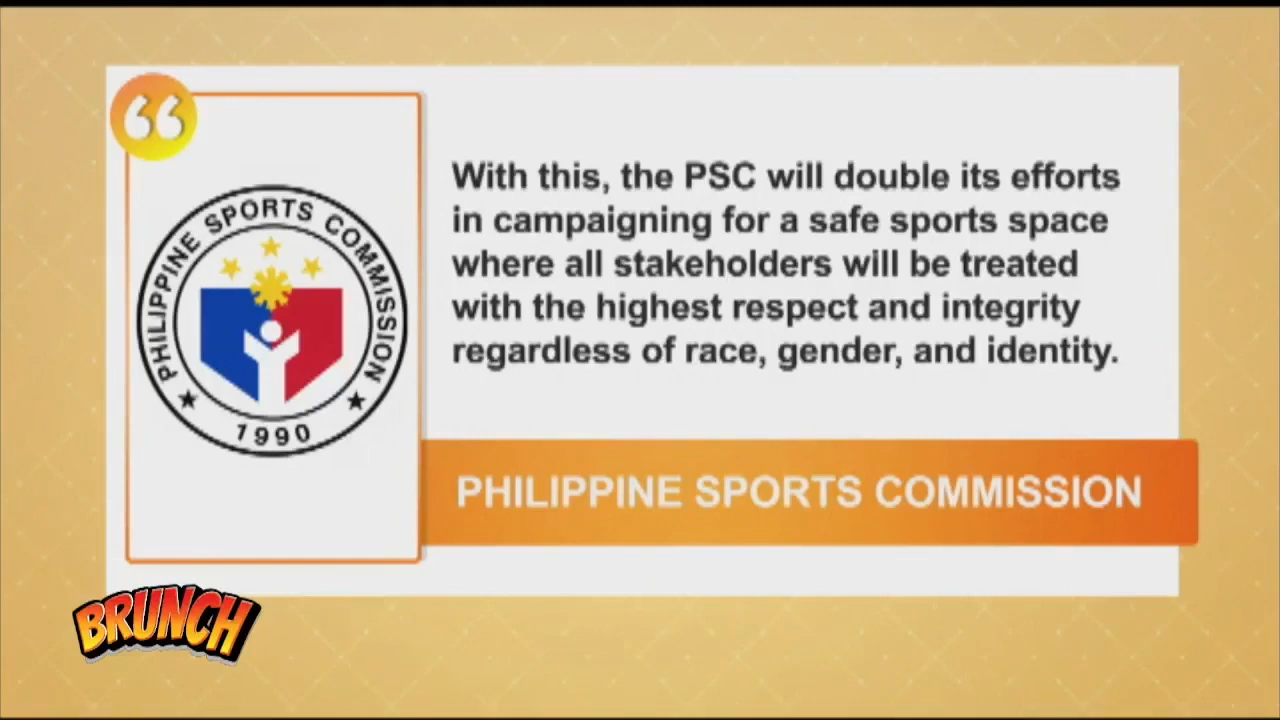 PHILIPPINE SPORTS COMMISSION
1990
With this, the PSC will double its efforts
in campaigning for a safe sports space
where all stakeholders will be treated
with the highest respect and integrity
regardless of race, gender, and identity.
PHILIPPINE SPORTS COMMISSION
BRUNCH